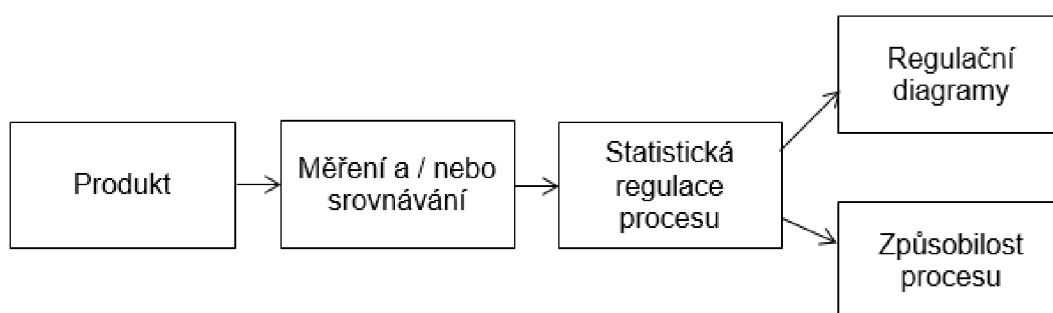 Produkt
Měření a / nebo
srovnávání
Statistická
regulace
procesu
Regulační
diagramy
Způsobilost
procesu